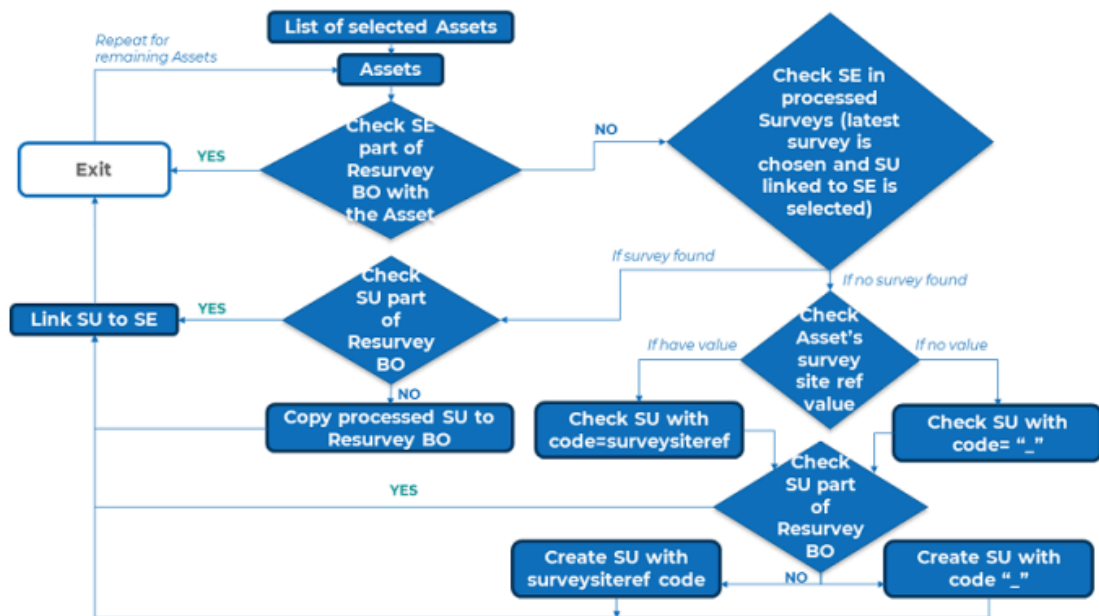 List of selected Assets
Repeat for
remaining Assets
Assets
Check SE
part of
Resurvey
BO with
the Asset
YES
NO
Exit
Check SE in
processed
Surveys (latest
survey is
chosen and SU
linked to SE is
selected)
If survey found
If no survey found
Check
SU part
of
Resurvey
BO
YES
Link SU to SE
NO
Copy processed SU to
Resurvey BO
Check
Asset's
survey
site ref
value
If have value
If no value
Check SU with
code=surveysiteref
Check SU with
code= "_"
Check
SU part
of
Resurvey
BO
YES
NO
Create SU with
surveysiteref code
Create SU with
code "_"